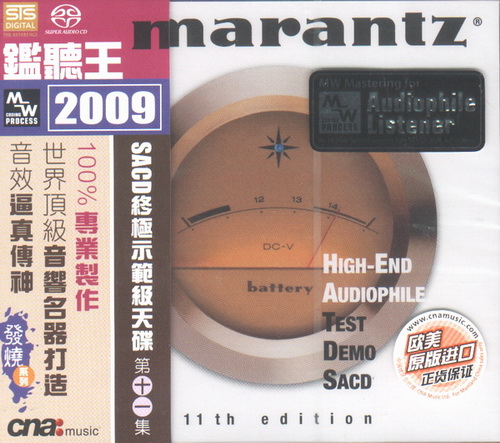 STS
DIGITAL
SUPER AUDIO CD
鑑聽王
MW
CODING
PROCESS
2009
100% 專業製作
世界頂級音響名器打造
音效逼真傳神
SACD終極示範級天碟 第十一集
發燒系列
cna:music
marantz®
MW Mastering for
Audiophile
Listener
MW
CODING
PROCESS
12
13
14
DC-V
battery
HIGH-END
AUDIOPHILE
TEST
DEMO
SACD
11th edition
www.cnamusic.com
欧美
原版进口
正货保证